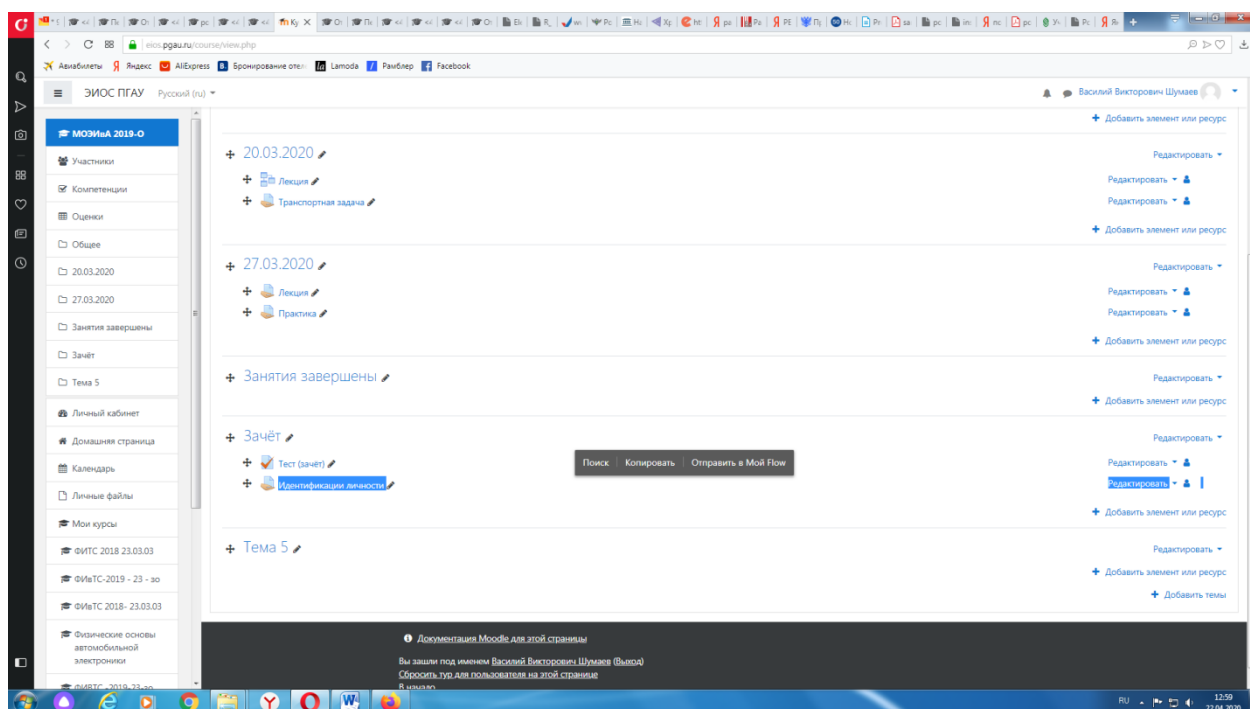 eios.pgau.ru/course/view.php
Авиабилеты Яндекс AliExpress Бронирование отел Lamoda Рамблер Facebook
ЭИОС ПГАУ Русский (ru) Василий Викторович Шумаев
Добавить элемент или ресурс
МОЭИвА 2019-О
Участники
Компетенции
Оценки
Общее
20.03.2020
27.03.2020
Занятия завершены
Зачёт
Тема 5
Личный кабинет
Домашняя страница
Календарь
Личные файлы
Мои курсы
ФИТС 2018 23.03.03
ФИвТС-2019 - 23 - зо
ФИвТС 2018- 23.03.03
Физические основы
автомобильной
электроники
20.03.2020 Редактировать
Лекция Редактировать
Транспортная задача Редактировать
Добавить элемент или ресурс
27.03.2020 Редактировать
Лекция Редактировать
Практика Редактировать
Добавить элемент или ресурс
Занятия завершены Редактировать
Добавить элемент или ресурс
Зачёт Редактировать
Тест (зачёт) Редактировать
Поиск Копировать Отправить в Мой Flow
Идентификации личности Редактировать
Добавить элемент или ресурс
Тема 5 Редактировать
Добавить элемент или ресурс
Добавить темы
Документация Moodle для этой страницы
Вы зашли под именем Василий Викторович Шумаев (Выход)
Сбросить тур для пользователя на этой странице
В начало
RU 12:59
22.04.2020